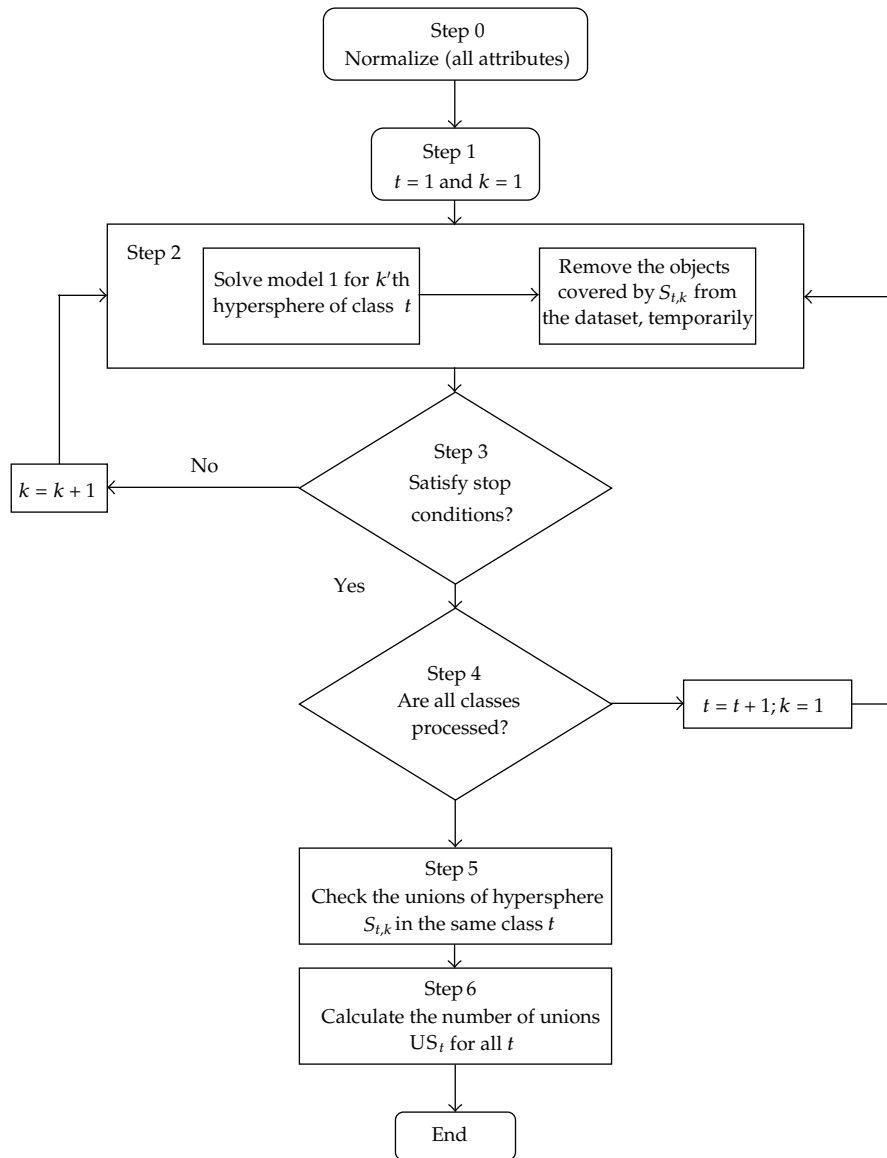 Step 0
Normalize (all attributes)
Step 1
t = 1 and k = 1
Step 2
Solve model 1 for k′th
hypersphere of class t
Remove the objects
covered by S_{t,k} from
the dataset, temporarily
Step 3
Satisfy stop
conditions?
No
k = k + 1
Yes
Step 4
Are all classes
processed?
t = t + 1; k = 1
Step 5
Check the unions of hypersphere
S_{t,k} in the same class t
Step 6
Calculate the number of unions
US_t for all t
End